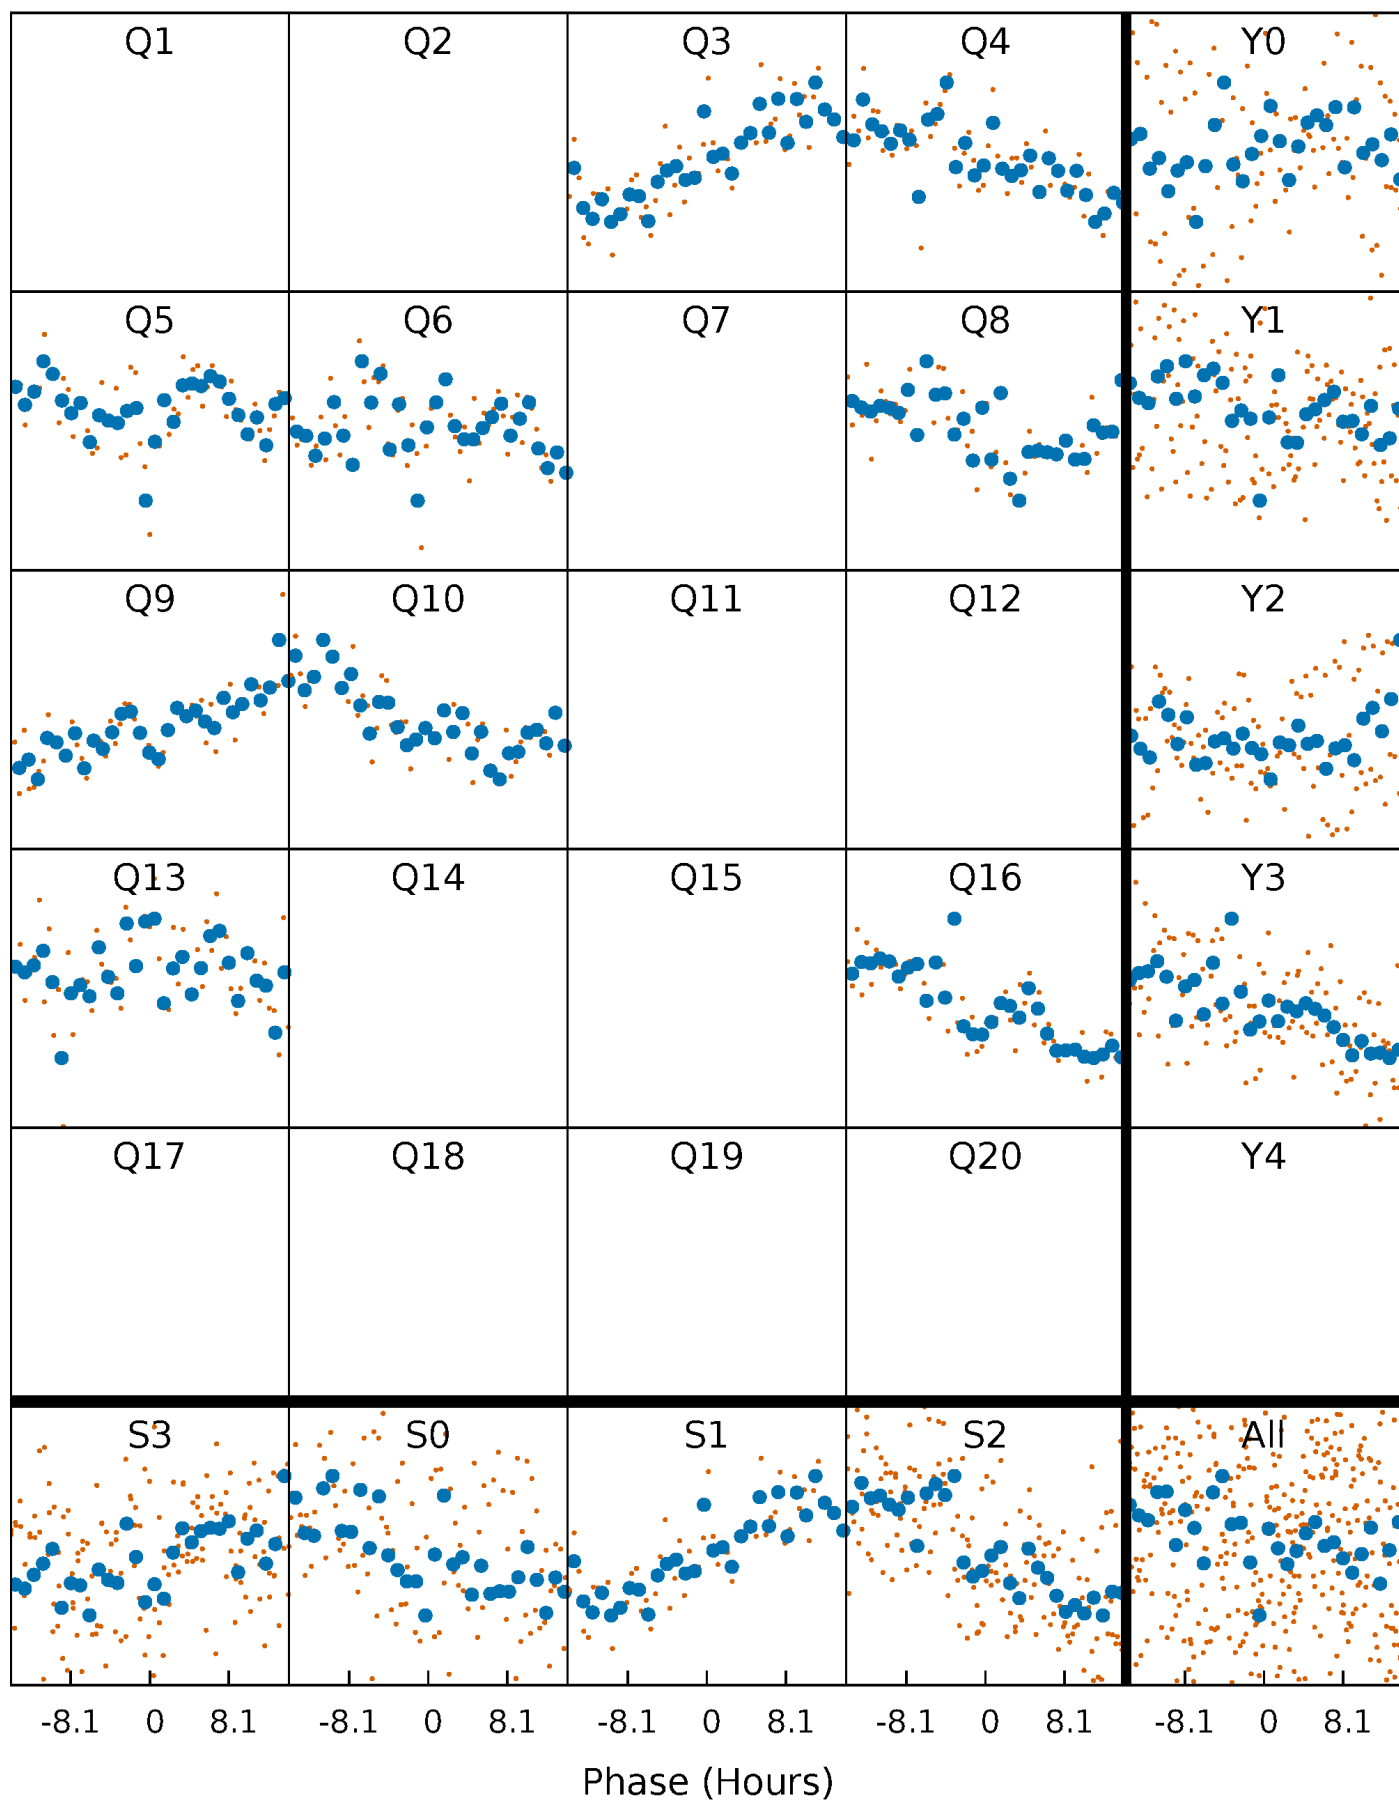 Q1 Q2 Q3 Q4 Y0
Q5 Q6 Q7 Q8 Y1
Q9 Q10 Q11 Q12 Y2
Q13 Q14 Q15 Q16 Y3
Q17 Q18 Q19 Q20 Y4
S3 S0 S1 S2 All
-8.1 0 8.1 -8.1 0 8.1 -8.1 0 8.1 -8.1 0 8.1 -8.1 0 8.1
Phase (Hours)